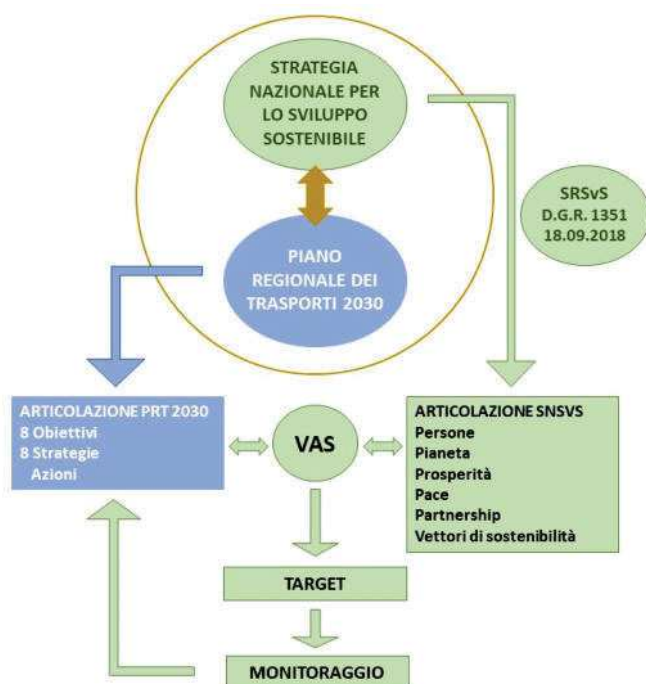 STRATEGIA
NAZIONALE PER
LO SVILUPPO
SOSTENIBILE
SRSvS
D.G.R. 1351
18.09.2018
PIANO
REGIONALE DEI
TRASPORTI 2030
ARTICOLAZIONE PRT 2030
8 Obiettivi
8 Strategie
Azioni
VAS
ARTICOLAZIONE SNSVS
Persone
Pianeta
Prosperità
Pace
Partnership
Vettori di sostenibilità
TARGET
MONITORAGGIO